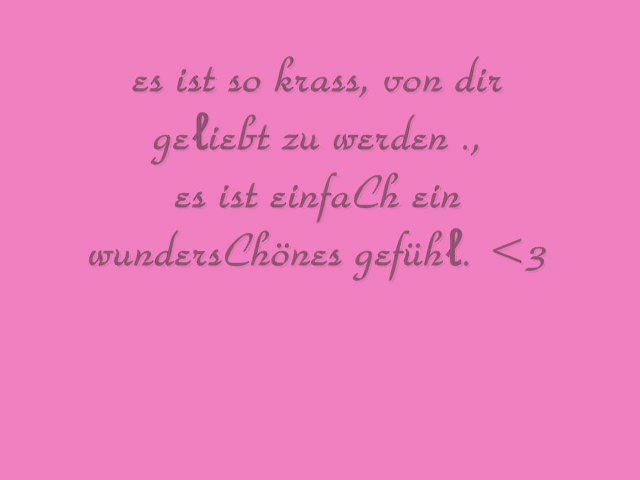 es ist so krass, von dir
geliebt zu werden .,
es ist einfaCh ein
wundersChönes gefühl. <3